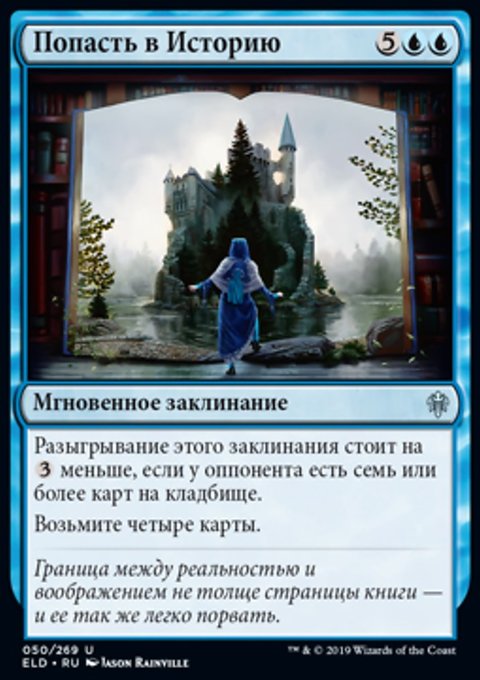 Попасть в Историю 5
Мгновенное заклинание
Разыгрывание этого заклинания стоит на
3 меньше, если у оппонента есть семь или
более карт на кладбище.
Возьмите четыре карты.
Граница между реальностью и
воображением не толще страницы книги —
и ее так же легко порвать.
050/269 U
ELD • RU Jason Rainville
™ & © 2019 Wizards of the Coast